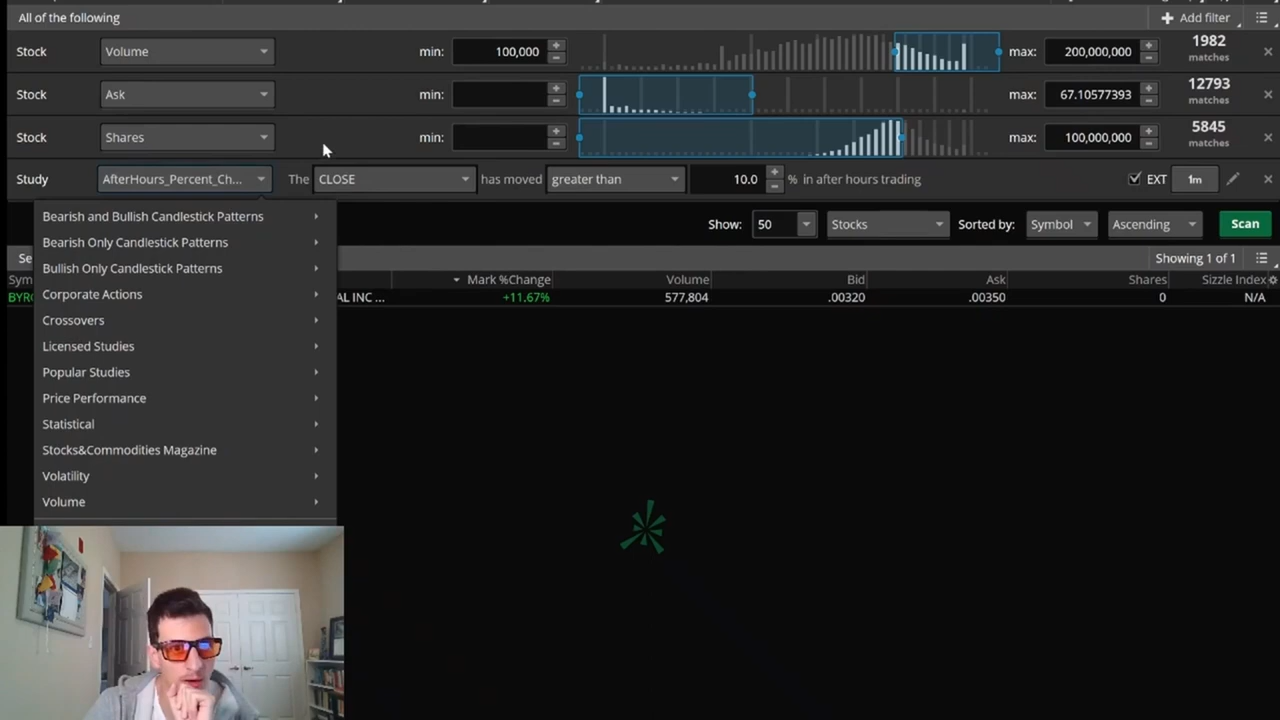 All of the following
Add filter
Stock Volume min: 100,000 max: 200,000,000 1982 matches
Stock Ask min: max: 67.10577393 12793 matches
Stock Shares min: max: 100,000,000 5845 matches
Study AfterHours_Percent_Ch... The CLOSE has moved greater than 10.0 % in after hours trading EXT 1m
Show: 50 Stocks Sorted by: Symbol Ascending Scan
Showing 1 of 1
Mark %Change Volume Bid Ask Shares Sizzle Index
AL INC ... +11.67% 577,804 .00320 .00350 0 N/A
Bearish and Bullish Candlestick Patterns
Bearish Only Candlestick Patterns
Bullish Only Candlestick Patterns
Corporate Actions
Crossovers
Licensed Studies
Popular Studies
Price Performance
Statistical
Stocks&Commodities Magazine
Volatility
Volume